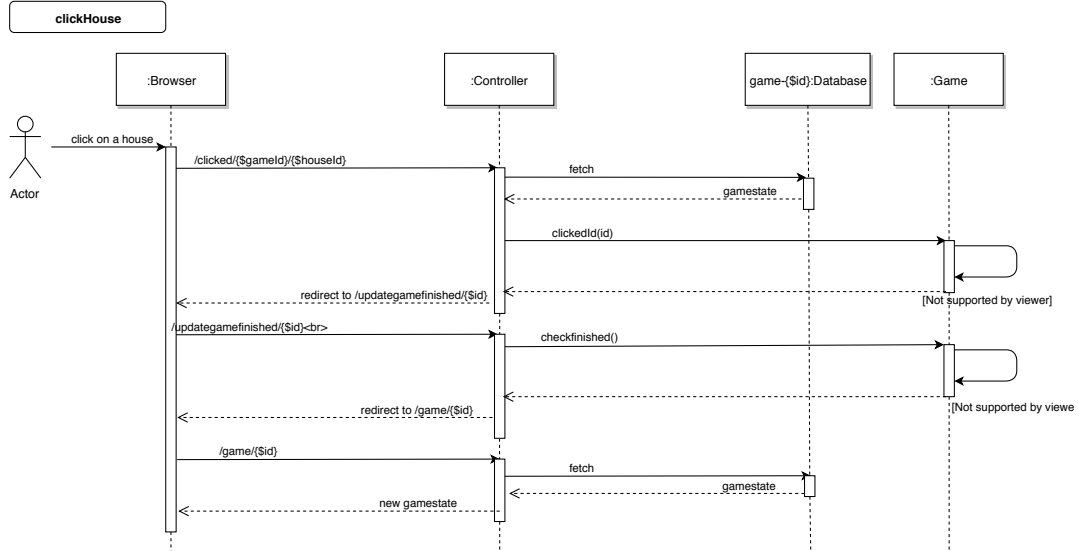 clickHouse
:Browser
:Controller
game-{$id}:Database
:Game
click on a house
Actor
/clicked/{$gameId}/{$houseId}
fetch
gamestate
clickedId(id)
redirect to /updategamefinished/{$id}
[Not supported by viewer]
/updategamefinished/{$id}<br>
checkfinished()
redirect to /game/{$id}
[Not supported by viewe
/game/{$id}
fetch
gamestate
new gamestate